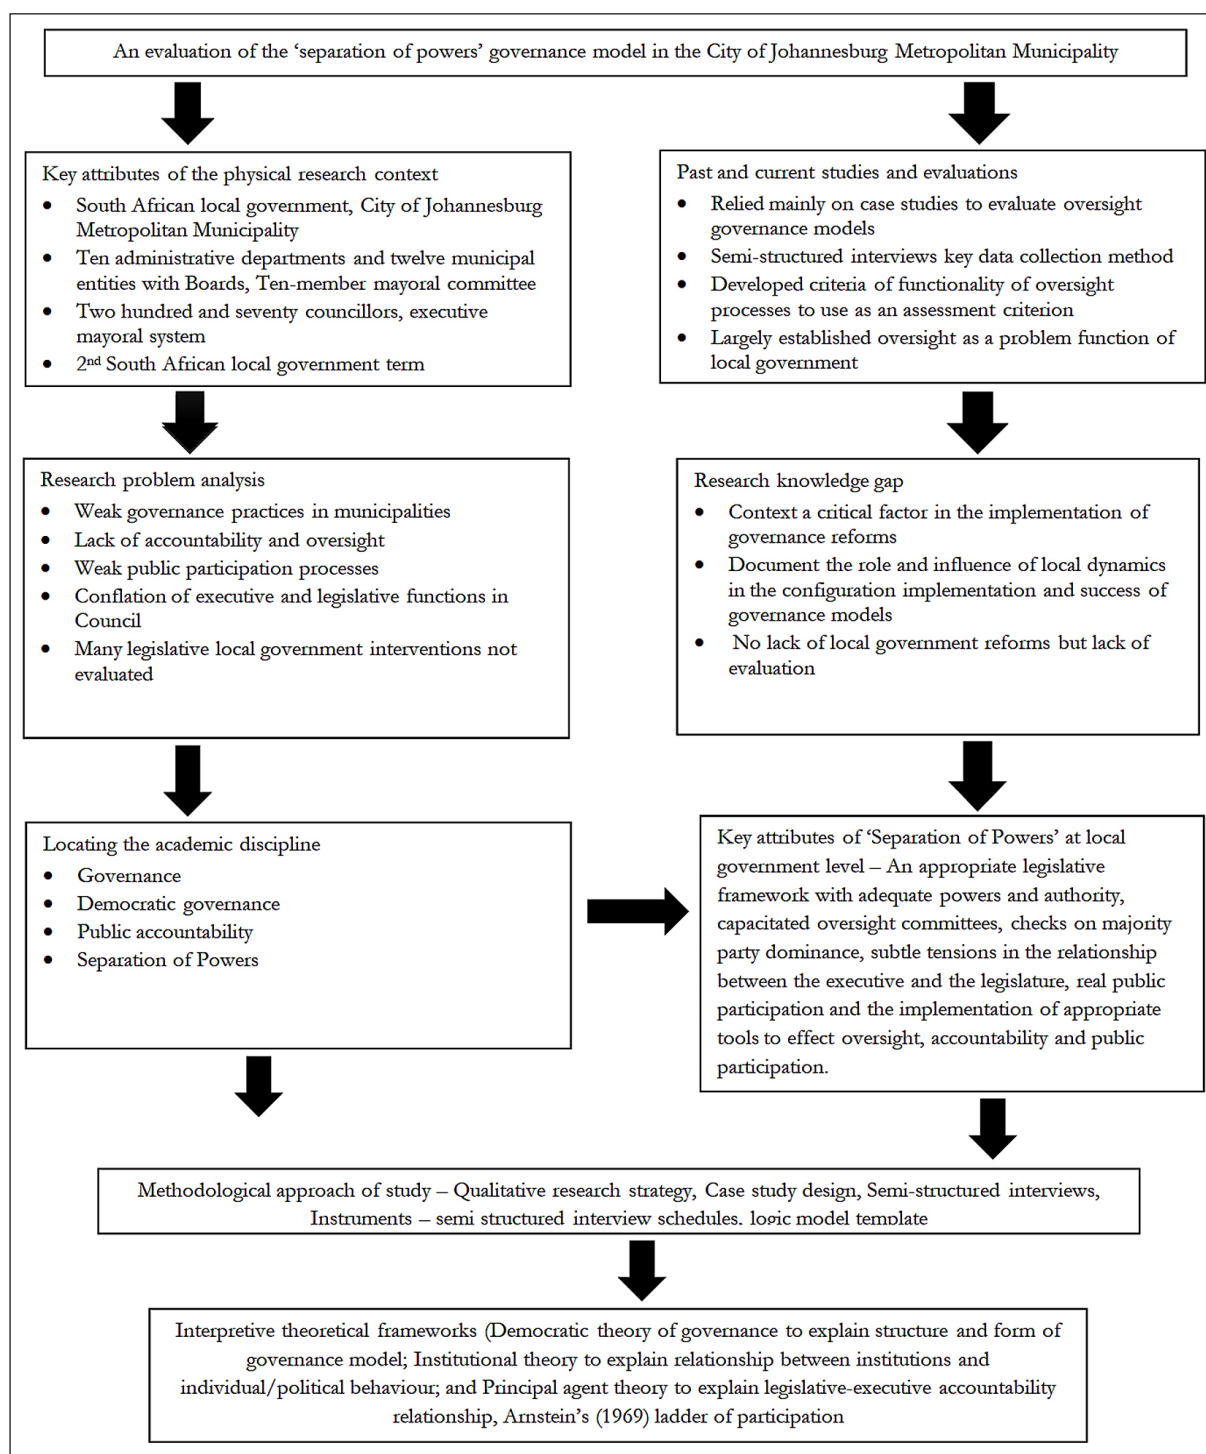 An evaluation of the ‘separation of powers’ governance model in the City of Johannesburg Metropolitan Municipality
Key attributes of the physical research context
• South African local government, City of Johannesburg
Metropolitan Municipality
• Ten administrative departments and twelve municipal
entities with Boards, Ten-member mayoral committee
• Two hundred and seventy councillors, executive
mayoral system
• 2nd South African local government term
Past and current studies and evaluations
• Relied mainly on case studies to evaluate oversight
governance models
• Semi-structured interviews key data collection method
• Developed criteria of functionality of oversight
processes to use as an assessment criterion
• Largely established oversight as a problem function of
local government
Research problem analysis
• Weak governance practices in municipalities
• Lack of accountability and oversight
• Weak public participation processes
• Conflation of executive and legislative functions in
Council
• Many legislative local government interventions not
evaluated
Research knowledge gap
• Context a critical factor in the implementation of
governance reforms
• Document the role and influence of local dynamics
in the configuration implementation and success of
governance models
• No lack of local government reforms but lack of
evaluation
Locating the academic discipline
• Governance
• Democratic governance
• Public accountability
• Separation of Powers
Key attributes of ‘Separation of Powers’ at local
government level – An appropriate legislative
framework with adequate powers and authority,
capacitated oversight committees, checks on majority
party dominance, subtle tensions in the relationship
between the executive and the legislature, real public
participation and the implementation of appropriate
tools to effect oversight, accountability and public
participation.
Methodological approach of study – Qualitative research strategy, Case study design, Semi-structured interviews,
Instruments – semi structured interview schedules, logic model template
Interpretive theoretical frameworks (Democratic theory of governance to explain structure and form of
governance model; Institutional theory to explain relationship between institutions and
individual/political behaviour; and Principal agent theory to explain legislative-executive accountability
relationship, Arnstein’s (1969) ladder of participation